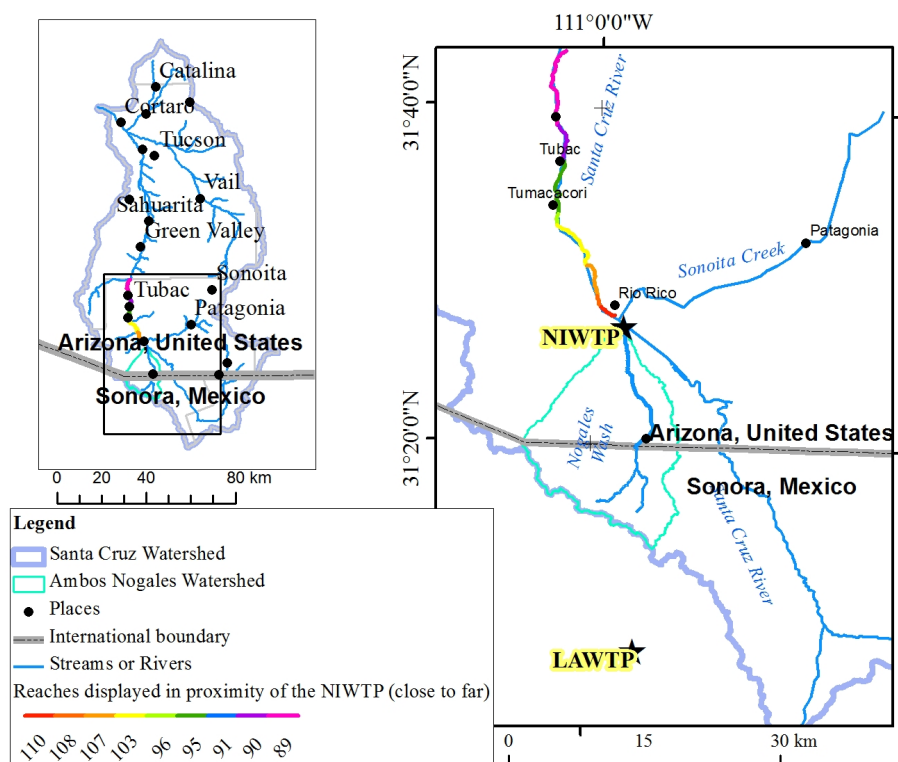 Catalina
Cortaro
Tucson
Vail
Sahuarita
Green Valley
Sonoita
Tubac
Patagonia
Arizona, United States
Sonora, Mexico
0 20 40 80 km
Legend
Santa Cruz Watershed
Ambos Nogales Watershed
Places
International boundary
Streams or Rivers
Reaches displayed in proximity of the NIWTP (close to far)
110 108 107 103 96 95 91 90 89
111°0'0"W
31°40'0"N
Santa Cruz River
Tubac
Tumacacori
Patagonia
Sonoita Creek
Rio Rico
NIWTP
31°20'0"N
Nogales
Wash
Arizona, United States
Sonora, Mexico
Santa Cruz River
LAWTP
0 15 30 km